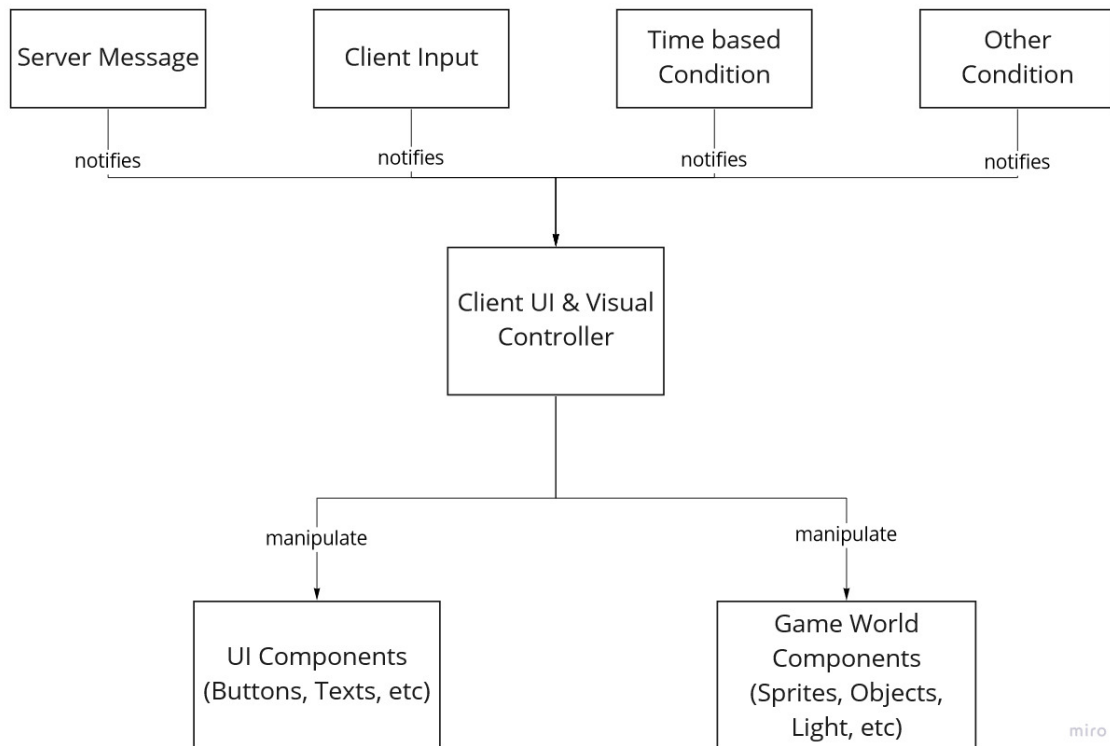 Server Message
Client Input
Time based
Condition
Other
Condition
notifies
notifies
notifies
notifies
Client UI & Visual
Controller
manipulate
manipulate
UI Components
(Buttons, Texts, etc)
Game World
Components
(Sprites, Objects,
Light, etc)
miro